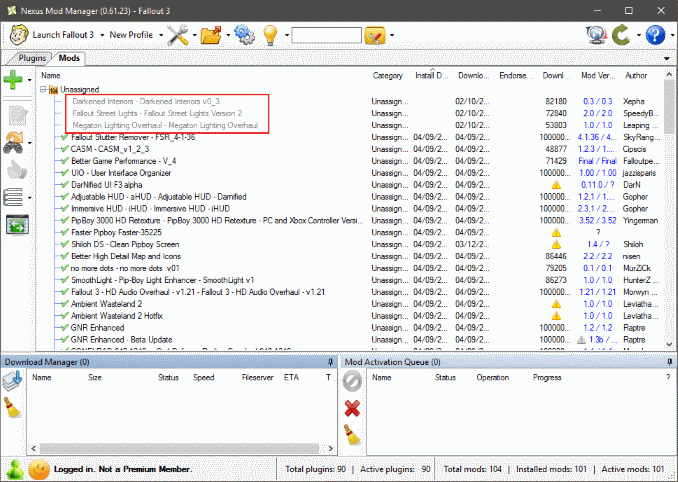 Nexus Mod Manager (0.61.23) - Fallout 3
Launch Fallout 3 New Profile
Plugins Mods
Name Category Install D... Downlo... Endorse... Downl... Mod Ver... Author
Unassigned
Darkened Interiors - Darkened Interiors v0_3 Unassign... 02/10/2... 82180 0.3 / 0.3 Xepha
Fallout Street Lights - Fallout Street Lights Version 2 Unassign... 02/10/2... 72840 2.0 / 2.0 SpeedyB...
Megaton Lighting Overhaul - Megaton Lighting Overhaul Unassign... 02/10/2... 53803 1.0 / 1.0 Leaping ...
Fallout Stutter Remover - FSR_4-1-36 Unassign... 04/09/2... 04/09/2... 100000... 4.1.36 / 4... SkyRang...
CASM - CASM_v1_2_3 Unassign... 04/09/2... 04/09/2... 48877 1.2.3 / 1.... Cipscis
Better Game Performance - V_4 Unassign... 04/09/2... 04/09/2... 71429 Final / Final Falloutpe...
UIO - User Interface Organizer Unassign... 04/09/2... 04/09/2... 100000... 1.00 / 1.00 jazzisparis
DarNified UI F3 alpha Unassign... 04/09/2... 04/09/2... 0.11.0 / ? DarN
Adjustable HUD - aHUD - Adjustable HUD - Darnified Unassign... 04/09/2... 04/09/2... 100000... 1.2.1 / 1.... Gopher
Immersive HUD - iHUD - Immersive HUD - iHUD Unassign... 04/09/2... 04/09/2... 100000... 2.3.1 / 2... Gopher
PipBoy 3000 HD Retexture - PipBoy 3000 HD Retexture - PC and Xbox Controller Versi... Unassign... 04/09/2... 04/09/2... 100000... 3.52 / 3.52 Yingerman
Faster Pipboy Faster-35225 Unassign... 04/09/2... 04/09/2... ?
Shiloh DS - Clean Pipboy Screen Unassign... 04/09/2... 03/12/2... 1.4 / ? Shiloh
Better High Detail Map and Icons Unassign... 04/09/2... 04/09/2... 86446 2.2 / 2.2 nisen
no more dots - no more dots v01 Unassign... 04/09/2... 04/09/2... 79205 0.1 / 0.1 MurZiCk
SmoothLight - Pip-Boy Light Enhancer - SmoothLight v1 Unassign... 04/09/2... 04/09/2... 86273 1.0 / 1.0 HunterZ
Fallout 3 - HD Audio Overhaul - v1.21 - Fallout 3 - HD Audio Overhaul - v1.21 Unassign... 04/09/2... 04/09/2... 100000... 1.21 / 1.21 Morwyn ...
Ambient Wasteland 2 Unassign... 04/09/2... 04/09/2... 1.0 / 1.0 Leviatha...
Ambient Wasteland 2 Hotfix Unassign... 04/09/2... 04/09/2... 1.0 / 1.0 Leviatha...
GNR Enhanced Unassign... 04/09/2... 04/09/2... 100000... 1.2 / 1.2 Raptre
GNR Enhanced - Beta Update Unassign... 04/09/2... 04/09/2... 100000... 1.3b / ... Raptre
Download Manager (0) Mod Activation Queue (0)
Name Size Status Speed Fileserver ETA T Name Status Operation Progress ?
Logged in. Not a Premium Member. Total plugins: 90 | Active plugins: 90 Total mods: 104 | Installed mods: 101 | Active mods: 101